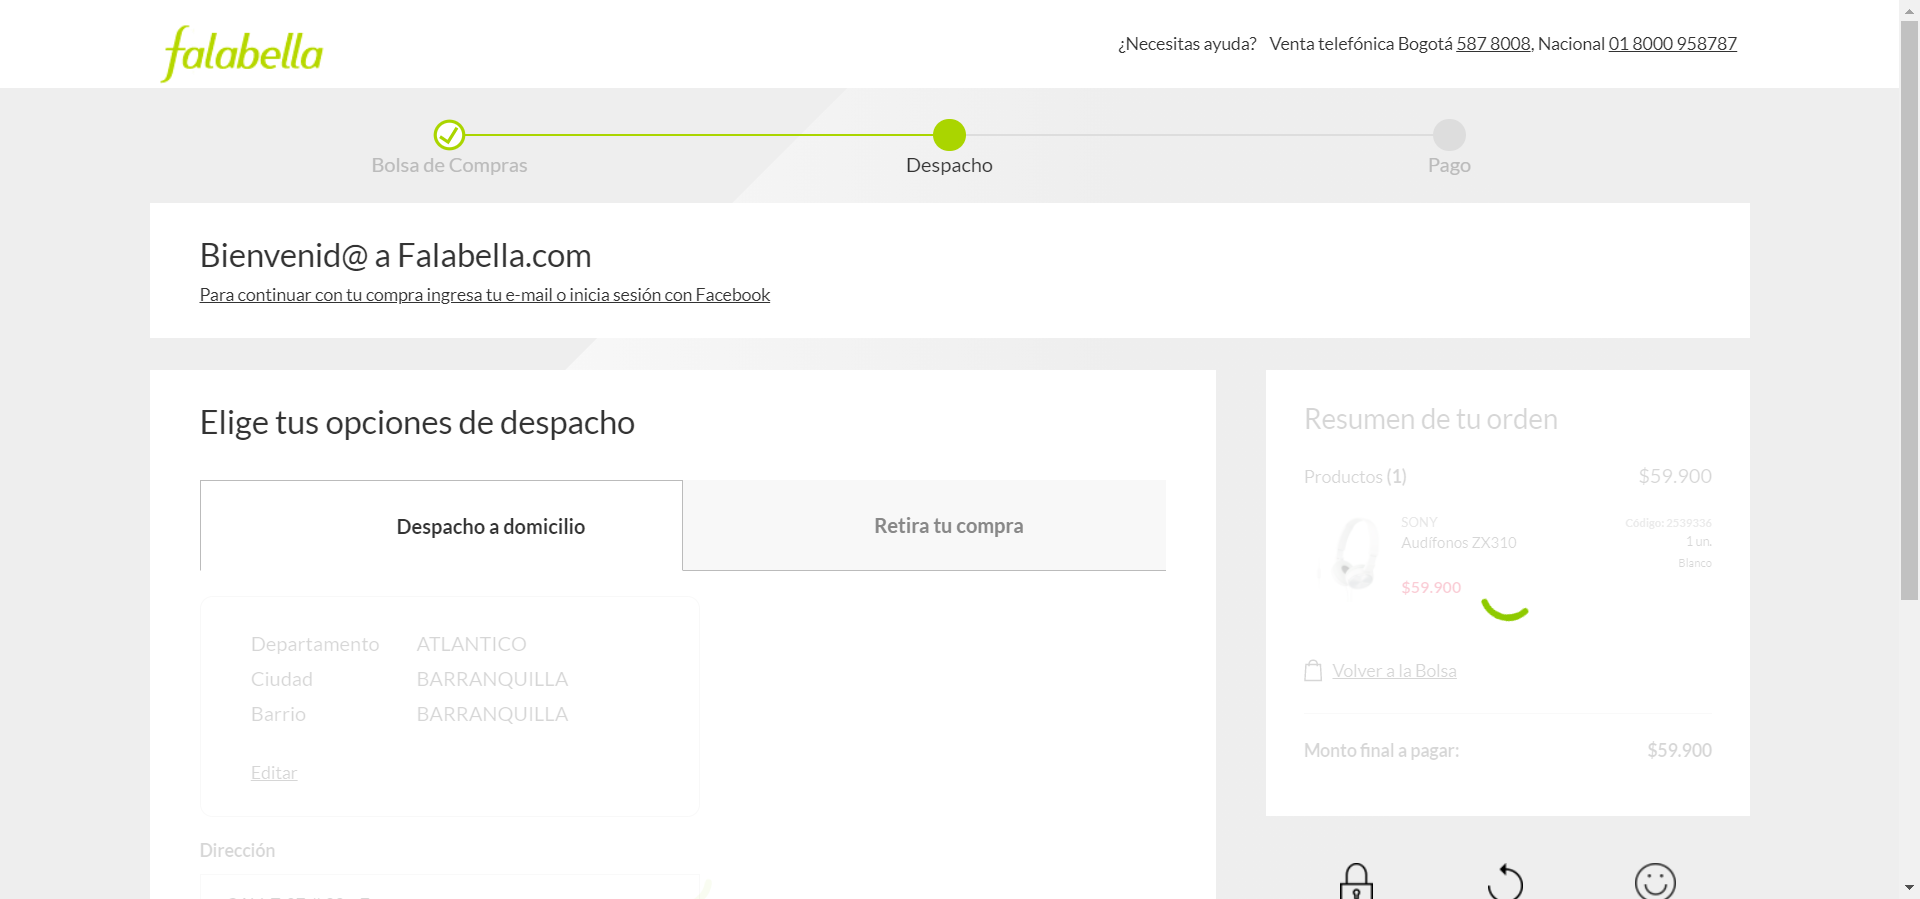 falabella
¿Necesitas ayuda? Venta telefónica Bogotá 587 8008, Nacional 01 8000 958787
Bolsa de Compras
Despacho
Pago
Bienvenid@ a Falabella.com
Para continuar con tu compra ingresa tu e-mail o inicia sesión con Facebook
Elige tus opciones de despacho
Despacho a domicilio
Retira tu compra
Departamento ATLANTICO
Ciudad BARRANQUILLA
Barrio BARRANQUILLA
Editar
Dirección
Resumen de tu orden
Productos (1) $59.900
SONY Código: 2539336
Audífonos ZX310 1 un.
Blanco
$59.900
Volver a la Bolsa
Monto final a pagar: $59.900